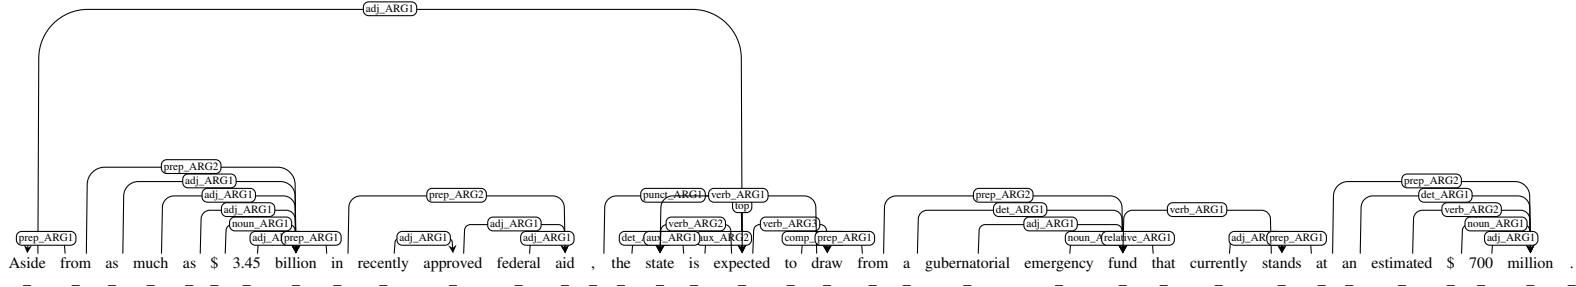 adj_ARG1
prep_ARG2
adj_ARG1 prep_ARG2
adj_ARG1 prep_ARG2 punct_ARG1 verb_ARG1 prep_ARG2 det_ARG1
adj_ARG1 top det_ARG1 verb_ARG1 verb_ARG2
noun_ARG1 adj_ARG1 verb_ARG2 verb_ARG3 adj_ARG1 noun_ARG1
prep_ARG1 prep_ARG1 adj_ARG1 adj_ARG1 aux_ARG1 aux_ARG2 prep_ARG1 relative_ARG1 prep_ARG1 adj_ARG1
Aside from as much as $ 3.45 billion in recently approved federal aid , the state is expected to draw from a gubernatorial emergency fund that currently stands at an estimated $ 700 million .
_ _ _ _ _ _ _ _ _ _ _ _ _ _ _ _ _ _ _ _ _ _ _ _ _ _ _ _ _ _ _ _ _ _ _